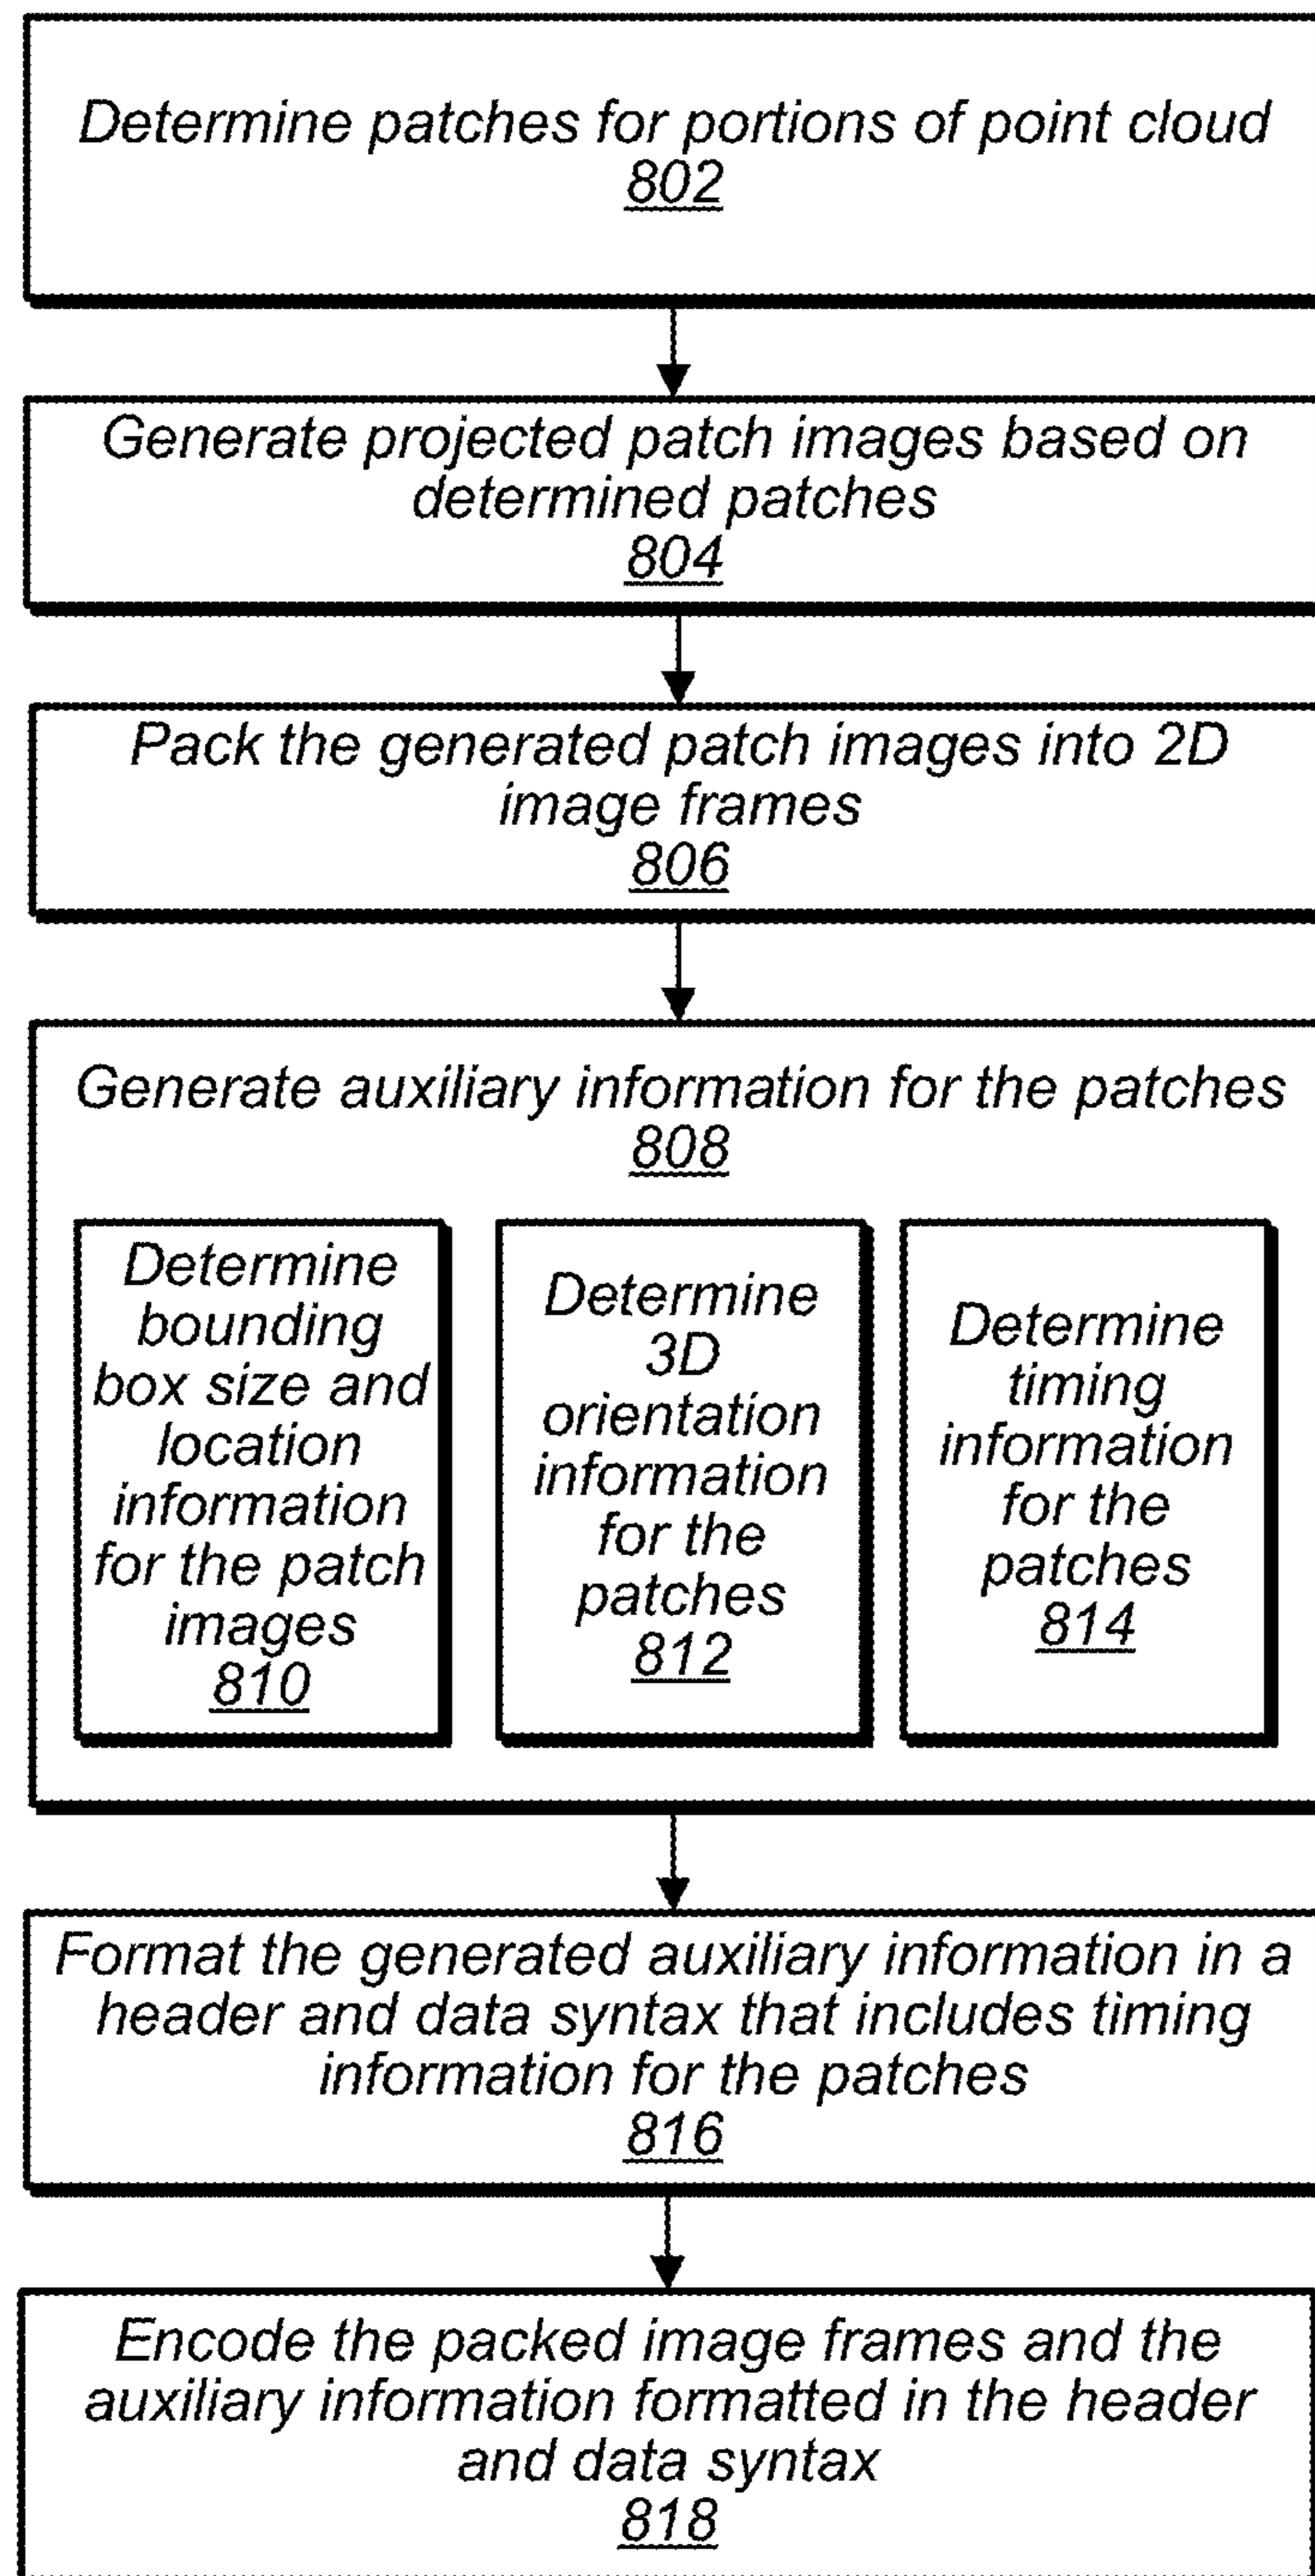 Determine patches for portions of point cloud
802
Generate projected patch images based on
determined patches
804
Pack the generated patch images into 2D
image frames
806
Generate auxiliary information for the patches
808
Determine
bounding
box size and
location
information
for the patch
images
810
Determine
3D
orientation
information
for the
patches
812
Determine
timing
information
for the
patches
814
Format the generated auxiliary information in a
header and data syntax that includes timing
information for the patches
816
Encode the packed image frames and the
auxiliary information formatted in the header
and data syntax
818